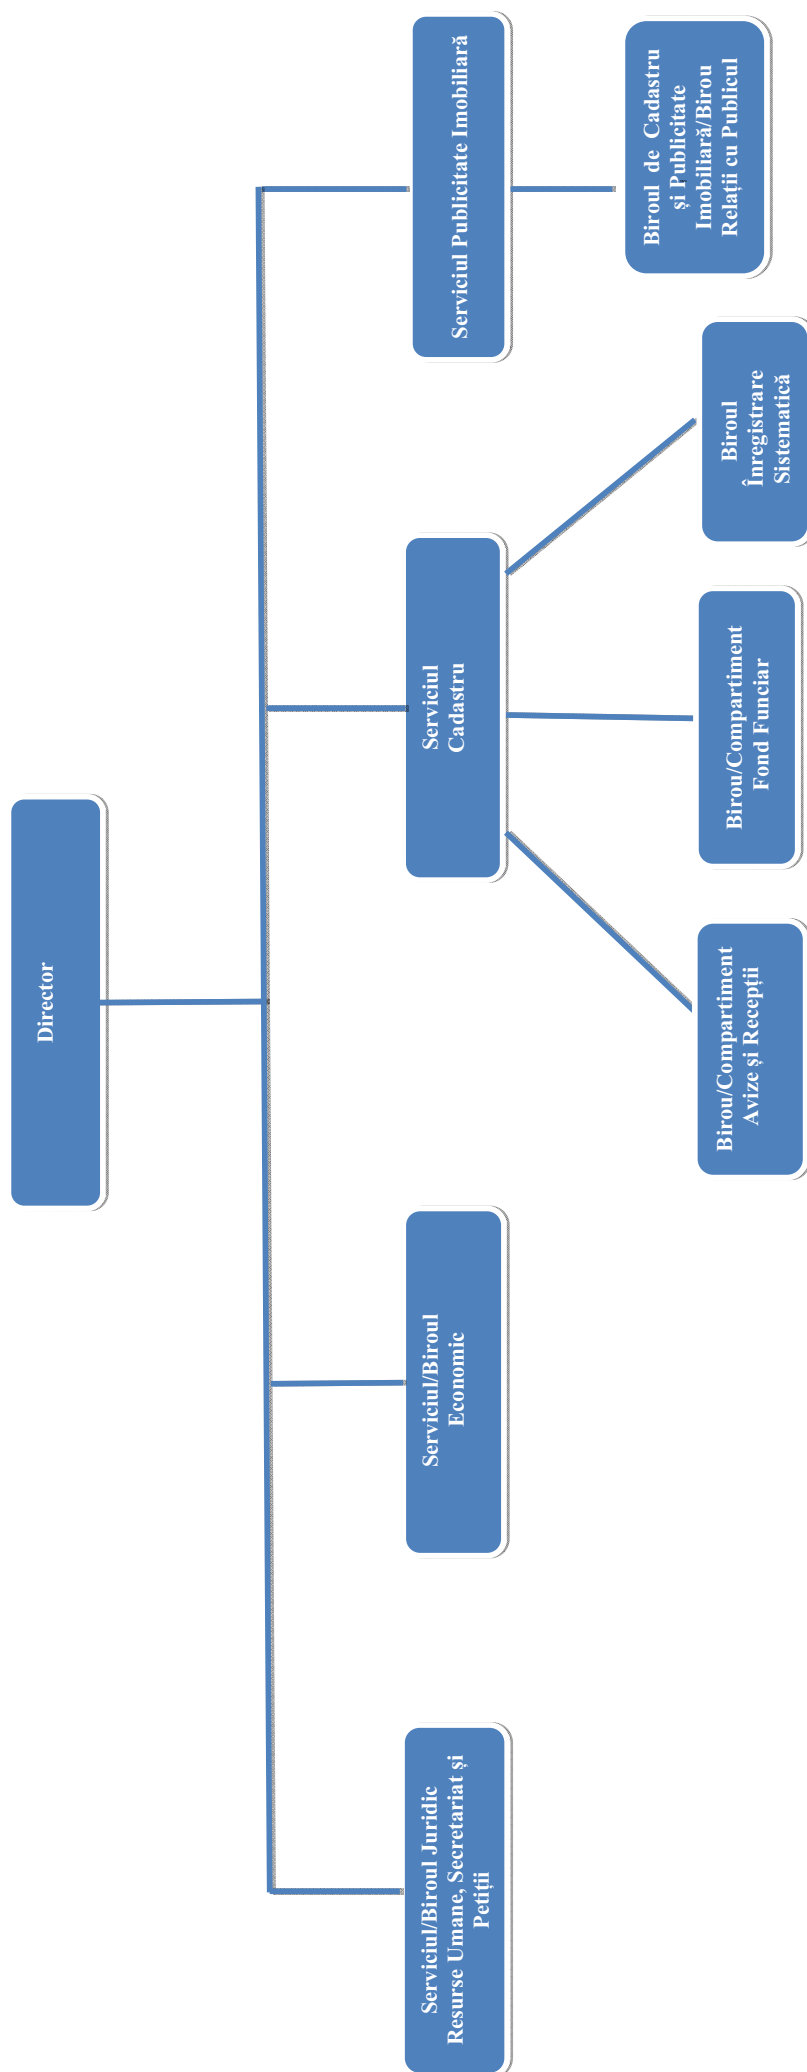 Director
Serviciul/Biroul Juridic
Resurse Umane, Secretariat și
Petiții
Serviciul/Biroul
Economic
Serviciul
Cadastru
Serviciul Publicitate Imobiliară
Birou/Compartiment
Avize și Recepții
Birou/Compartiment
Fond Funciar
Biroul
Înregistrare
Sistematică
Biroul de Cadastru
și Publicitate
Imobiliară/Birou
Relații cu Publicul